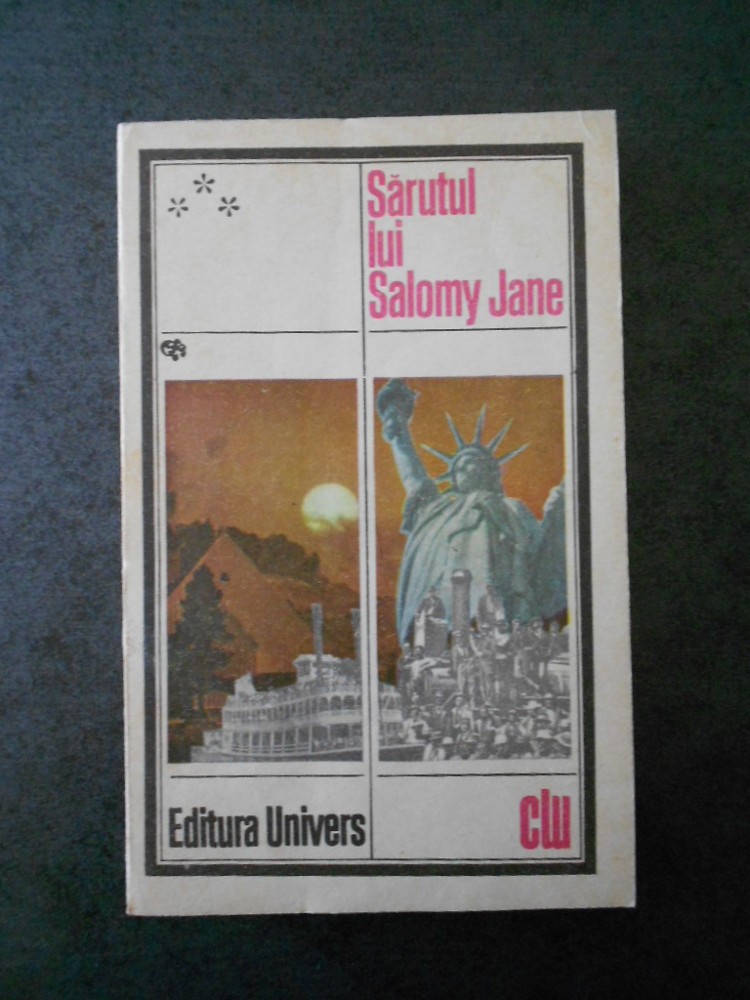 * * *
Sărutul
lui
Salomy Jane
Editura Univers
clu